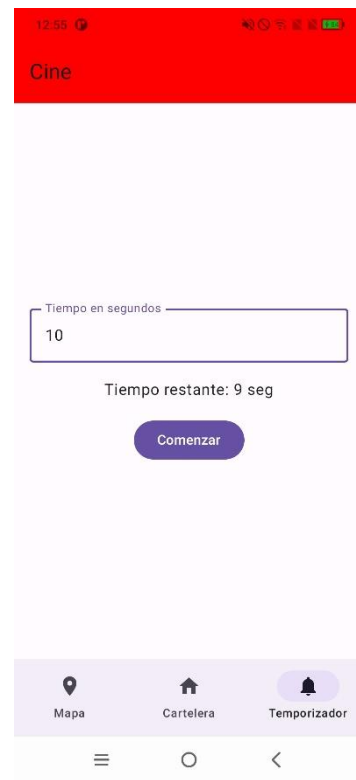 12:55
Cine
Tiempo en segundos
10
Tiempo restante: 9 seg
Comenzar
Mapa
Cartelera
Temporizador